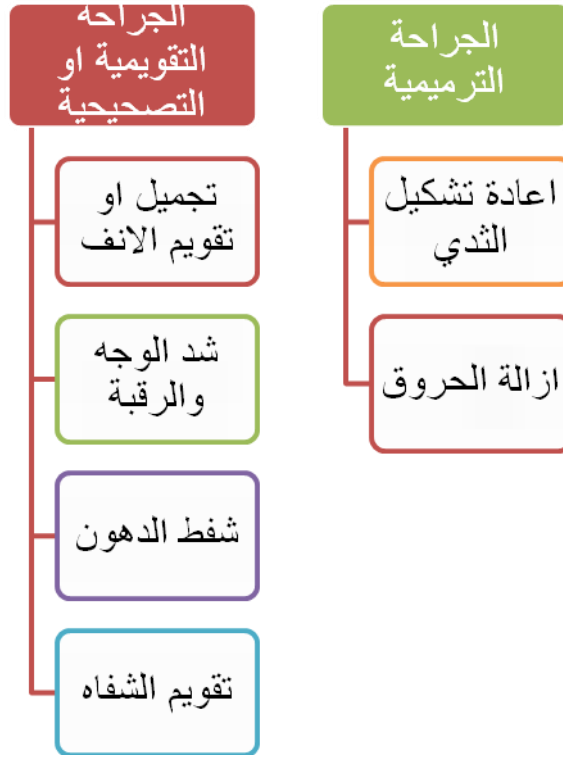 الجراحة
الترميمية
اعادة تشكيل
الثدي
ازالة الحروق
الجراحة
التقويمية او
التصحيحية
تجميل او
تقويم الانف
شد الوجه
والرقبة
شفط الدهون
تقويم الشفاه